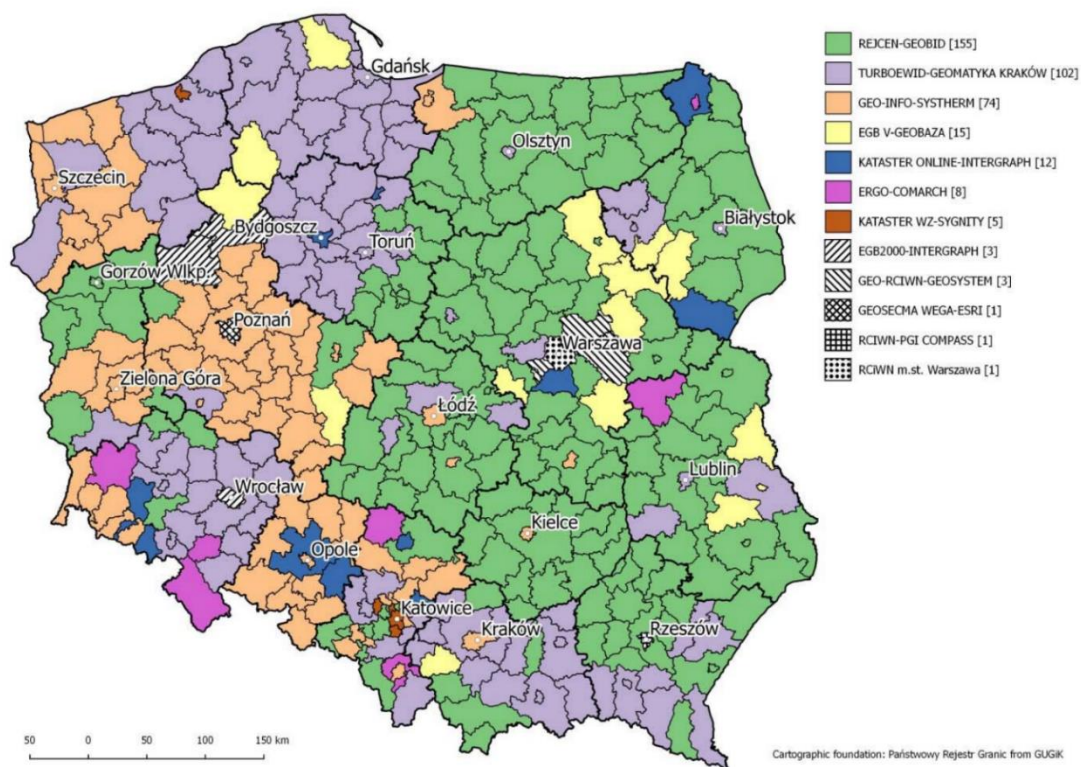 Gdańsk
Olsztyn
Szczecin
Białystok
Bydgoszcz
Toruń
Gorzów Wlkp.
Poznań
Warszawa
Zielona Góra
Łódź
Lublin
Wrocław
Kielce
Opole
Katowice
Kraków
Rzeszów
REJCEN-GEOBID [155]
TURBOEWID-GEOMATYKA KRAKÓW [102]
GEO-INFO-SYSTHERM [74]
EGB V-GEOBAZA [15]
KATASTER ONLINE-INTERGRAPH [12]
ERGO-COMARCH [8]
KATASTER WZ-SYGNITY [5]
EGB2000-INTERGRAPH [3]
GEO-RCIWN-GEOSYSTEM [3]
GEOSECMA WEGA-ESRI [1]
RCIWN-PGI COMPASS [1]
RCiWN m.st. Warszawa [1]
50 0 50 100 150 km
Cartographic foundation: Państwowy Rejestr Granic from GUGiK